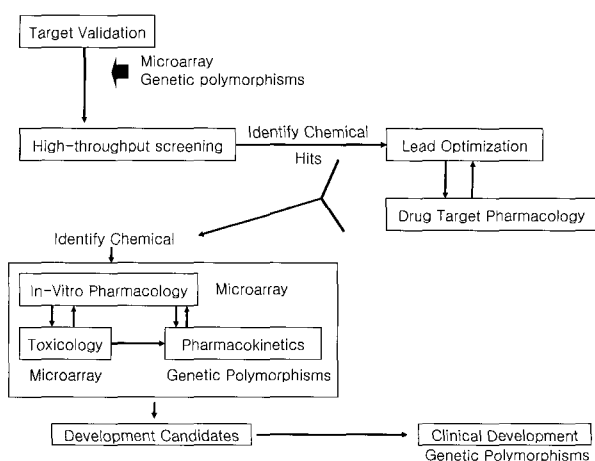 Target Validation
Microarray
Genetic polymorphisms
High-throughput screening
Identify Chemical
Hits
Lead Optimization
Drug Target Pharmacology
Identify Chemical
In-Vitro Pharmacology
Microarray
Toxicology
Pharmacokinetics
Microarray
Genetic Polymorphisms
Development Candidates
Clinical Development
Genetic Polymorphisms